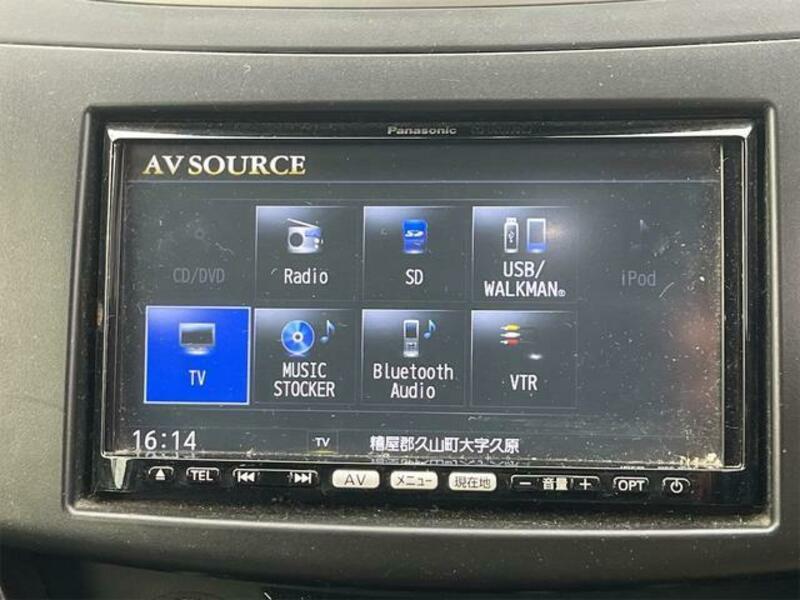 Panasonic
AV SOURCE
CD/DVD
Radio
SD
USB/
WALKMAN®
iPod
TV
MUSIC
STOCKER
Bluetooth
Audio
VTR
16:14
TV
糟屋郡久山町大字久原
TEL
AV
メニュー
現在地
− 音量 +
OPT